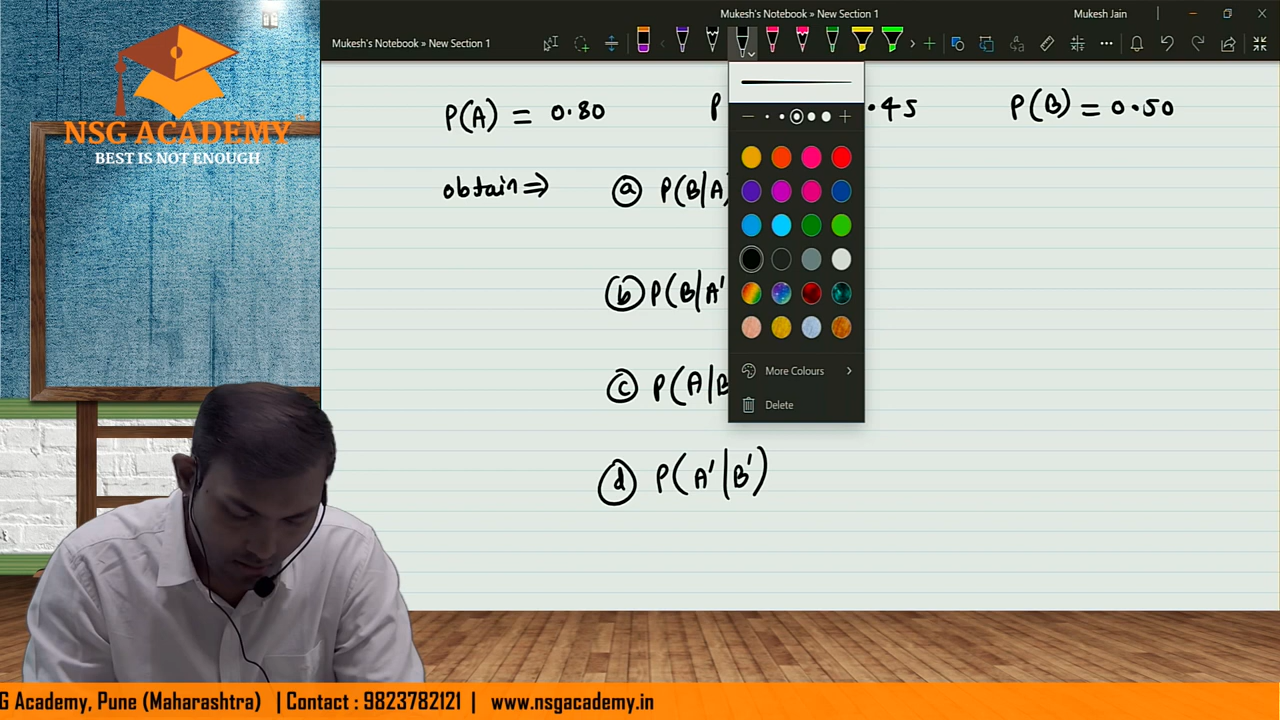 Mukesh's Notebook » New Section 1
Mukesh Jain
Mukesh's Notebook » New Section 1
NSG ACADEMY
BEST IS NOT ENOUGH
P(A) = 0.80 P .45 P(B) = 0.50
obtain ⇒ ⓐ P(B|A)
ⓑ P(B|A'
ⓒ P(A|B
ⓓ P(A'|B')
More Colours
Delete
G Academy, Pune (Maharashtra) | Contact : 9823782121 | www.nsgacademy.in